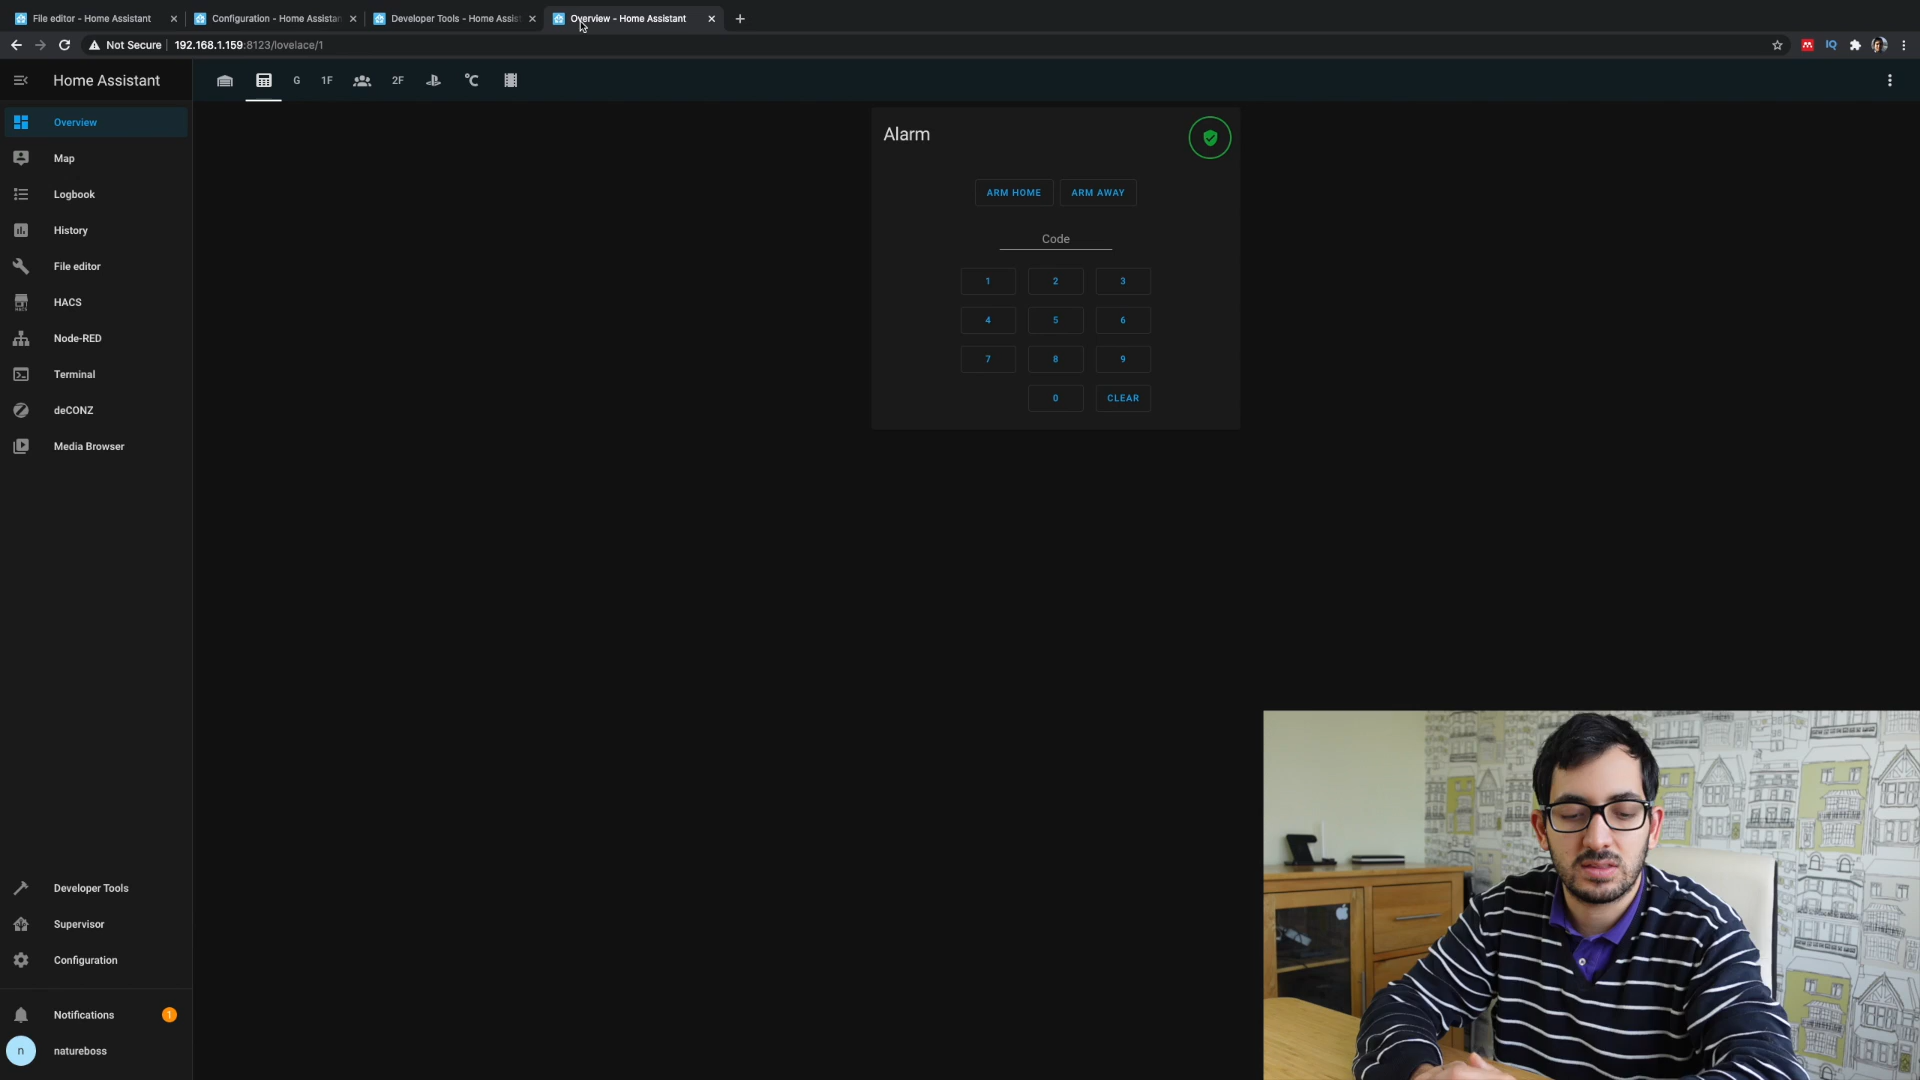 File editor - Home Assistant
Configuration - Home Assistan
Developer Tools - Home Assist
Overview - Home Assistant
Not Secure
192.168.1.159:8123/lovelace/1
IQ
Home Assistant
G
1F
2F
°C
Overview
Map
Logbook
History
File editor
HACS
Node-RED
Terminal
deCONZ
Media Browser
Developer Tools
Supervisor
Configuration
Notifications
1
n
natureboss
Alarm
ARM HOME
ARM AWAY
Code
1
2
3
4
5
6
7
8
9
0
CLEAR